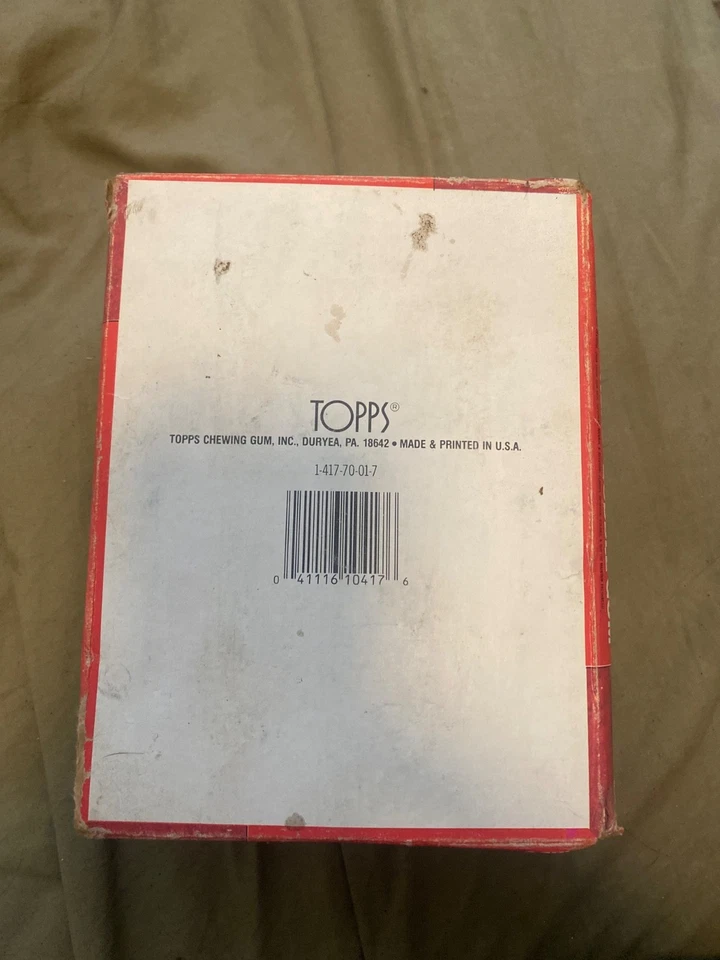 TOPPS®
TOPPS CHEWING GUM, INC., DURYEA, PA. 18642 • MADE & PRINTED IN U.S.A.
1-417-70-01-7
0 41116 10417 6